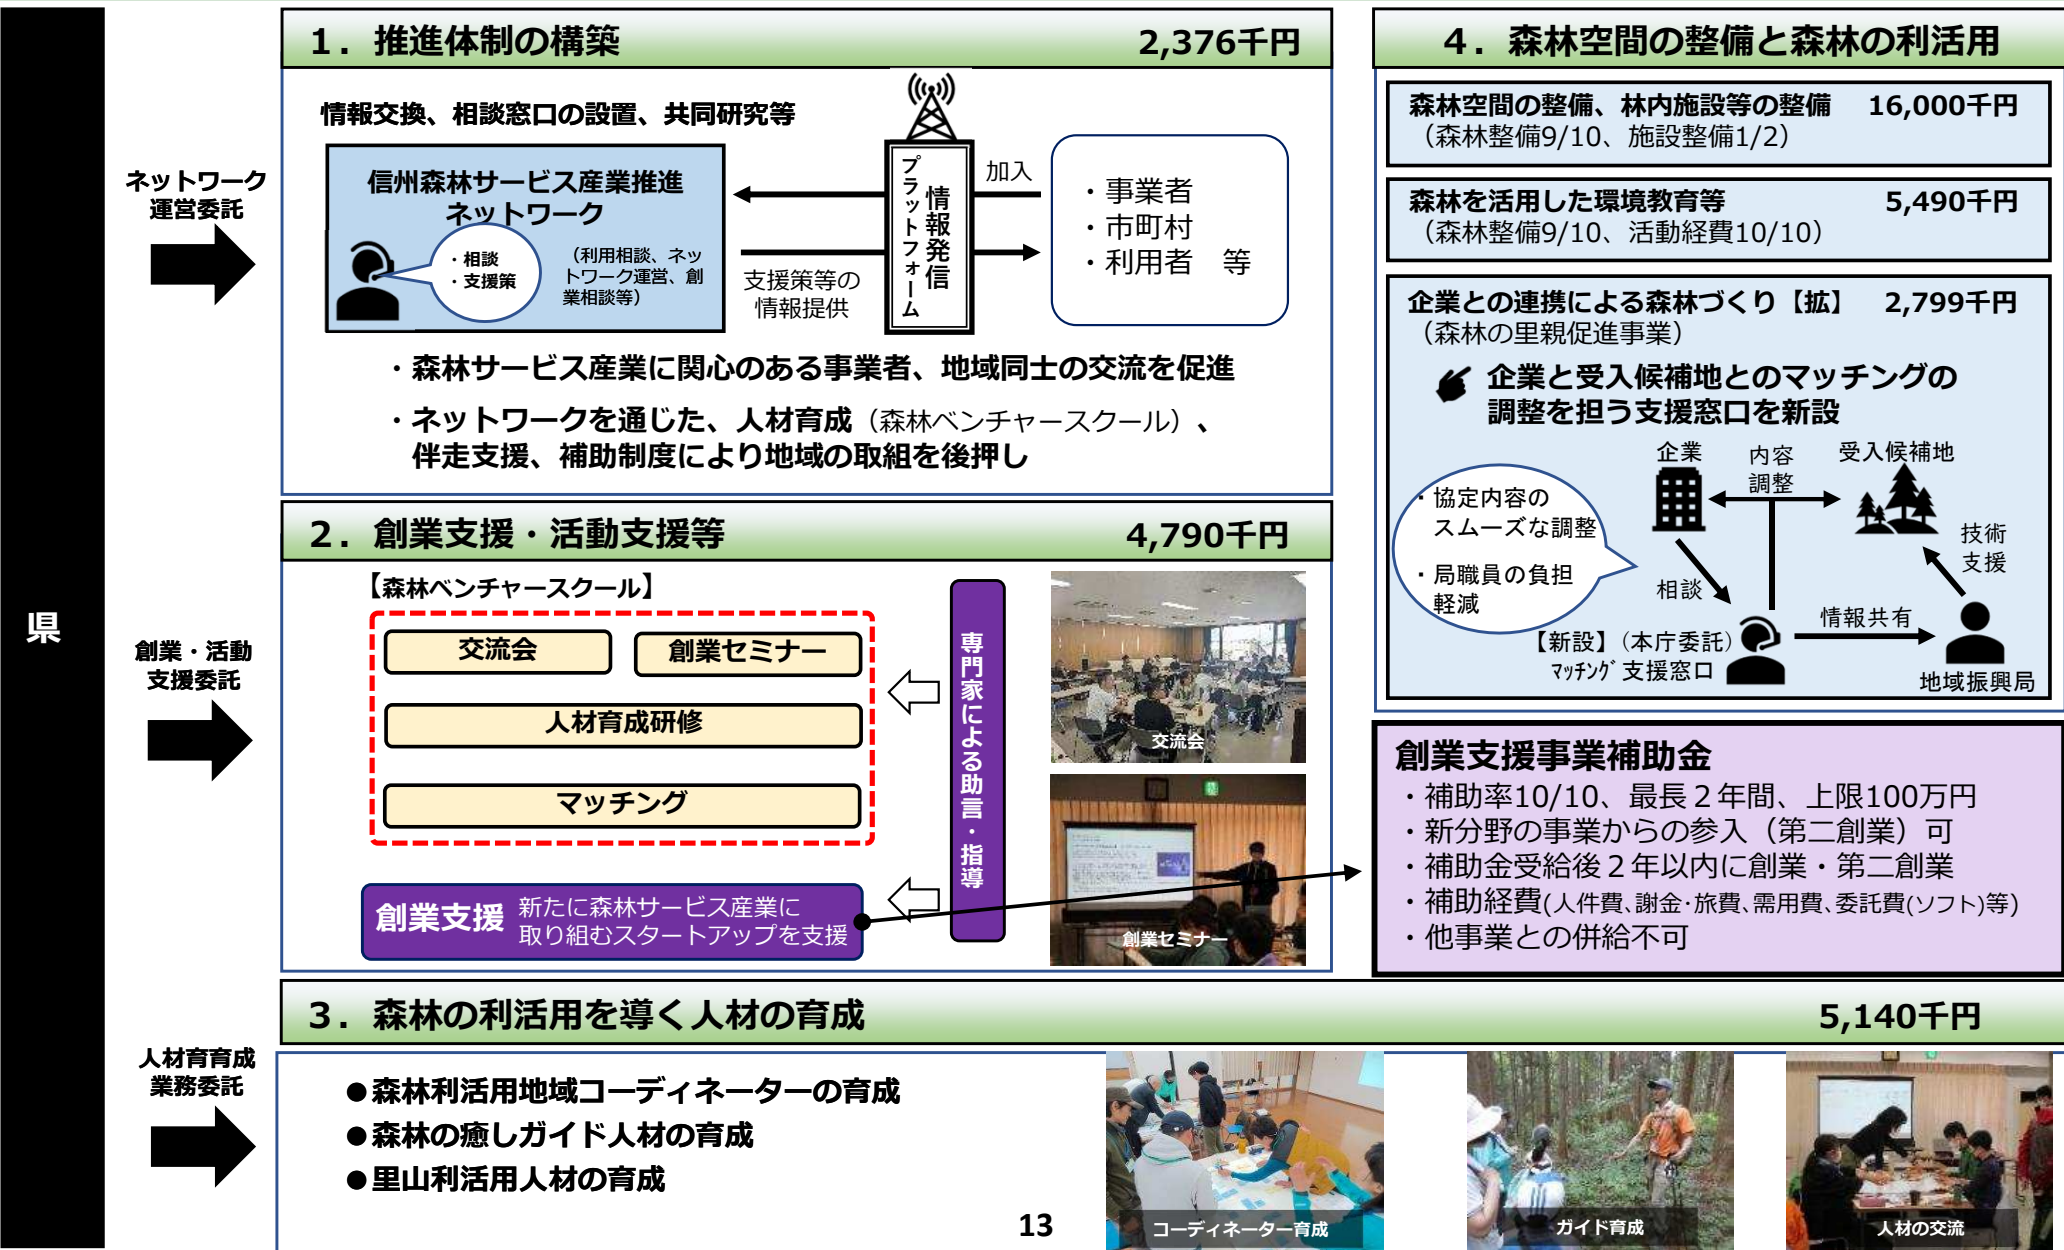 県
ネットワーク
運営委託
創業・活動
支援委託
人材育育成
業務委託
１．推進体制の構築 2,376千円
情報交換、相談窓口の設置、共同研究等
信州森林サービス産業推進
ネットワーク
・相談
・支援策
（利用相談、ネッ
トワーク運営、創
業相談等）
プラットフォーム
情報発信
加入
支援策等の
情報提供
・事業者
・市町村
・利用者　等
・森林サービス産業に関心のある事業者、地域同士の交流を促進
・ネットワークを通じた、人材育成（森林ベンチャースクール）、
伴走支援、補助制度により地域の取組を後押し
２．創業支援・活動支援等 4,790千円
【森林ベンチャースクール】
交流会
創業セミナー
人材育成研修
マッチング
専門家による助言・指導
創業支援
新たに森林サービス産業に
取り組むスタートアップを支援
交流会
創業セミナー
３．森林の利活用を導く人材の育成 5,140千円
●森林利活用地域コーディネーターの育成
●森林の癒しガイド人材の育成
●里山利活用人材の育成
コーディネーター育成
ガイド育成
人材の交流
４．森林空間の整備と森林の利活用
森林空間の整備、林内施設等の整備 16,000千円
（森林整備9/10、施設整備1/2）
森林を活用した環境教育等 5,490千円
（森林整備9/10、活動経費10/10）
企業との連携による森林づくり【拡】 2,799千円
（森林の里親促進事業）
企業と受入候補地とのマッチングの
調整を担う支援窓口を新設
企業
内容
調整
受入候補地
・協定内容の
スムーズな調整
・局職員の負担
軽減
相談
技術
支援
情報共有
【新設】（本庁委託）
ﾏｯﾁﾝｸﾞ支援窓口
地域振興局
創業支援事業補助金
・補助率10/10、最長２年間、上限100万円
・新分野の事業からの参入（第二創業）可
・補助金受給後２年以内に創業・第二創業
・補助経費(人件費､謝金･旅費､需用費､委託費(ソフト)等)
・他事業との併給不可
13